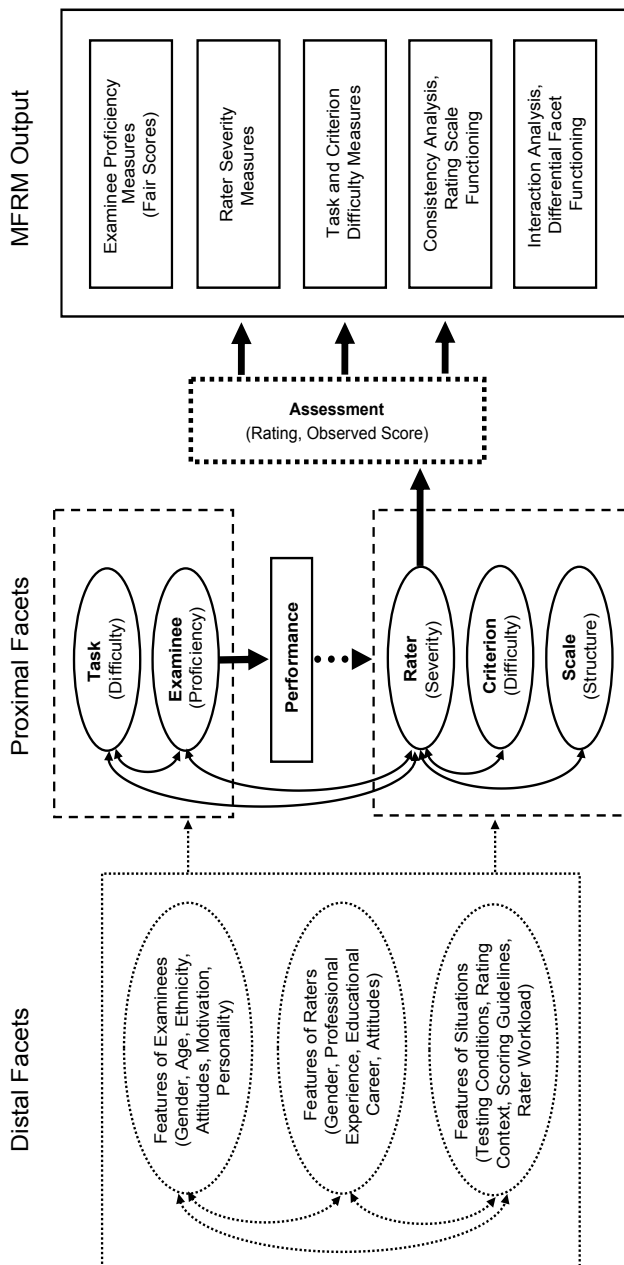 Distal Facets
Features of Examinees
(Gender, Age, Ethnicity,
Attitudes, Motivation,
Personality)
Features of Raters
(Gender, Professional
Experience, Educational
Career, Attitudes)
Features of Situations
(Testing Conditions, Rating
Context, Scoring Guidelines,
Rater Workload)
Proximal Facets
Task
(Difficulty)
Examinee
(Proficiency)
Performance
Rater
(Severity)
Criterion
(Difficulty)
Scale
(Structure)
Assessment
(Rating, Observed Score)
MFRM Output
Examinee Proficiency
Measures
(Fair Scores)
Rater Severity
Measures
Task and Criterion
Difficulty Measures
Consistency Analysis,
Rating Scale
Functioning
Interaction Analysis,
Differential Facet
Functioning